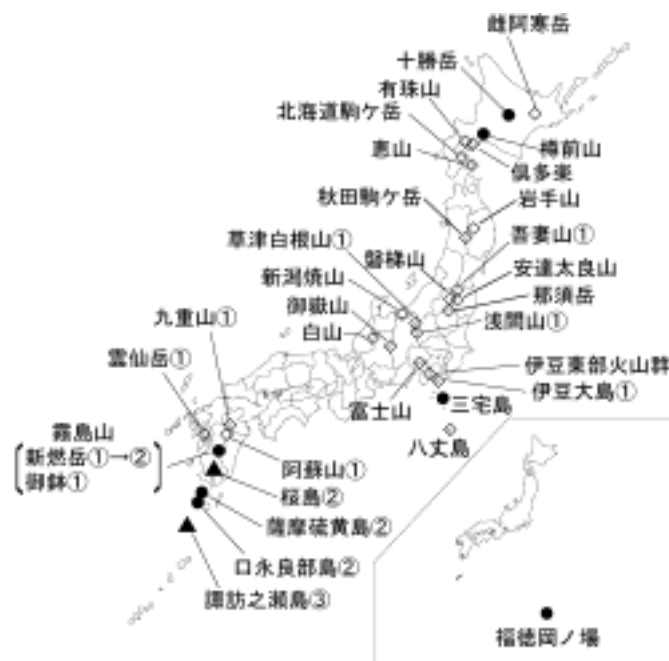 雌阿寒岳
十勝岳
有珠山
北海道駒ケ岳
恵山
樽前山
倶多楽
秋田駒ケ岳
岩手山
草津白根山①
吾妻山①
磐梯山
安達太良山
新潟焼山
那須岳
御嶽山
浅間山①
九重山①
白山
雲仙岳①
伊豆東部火山群
伊豆大島①
富士山
三宅島
霧島山
八丈島
新燃岳①→②
御鉢①
阿蘇山①
桜島②
薩摩硫黄島②
口永良部島②
諏訪之瀬島③
福徳岡ノ場